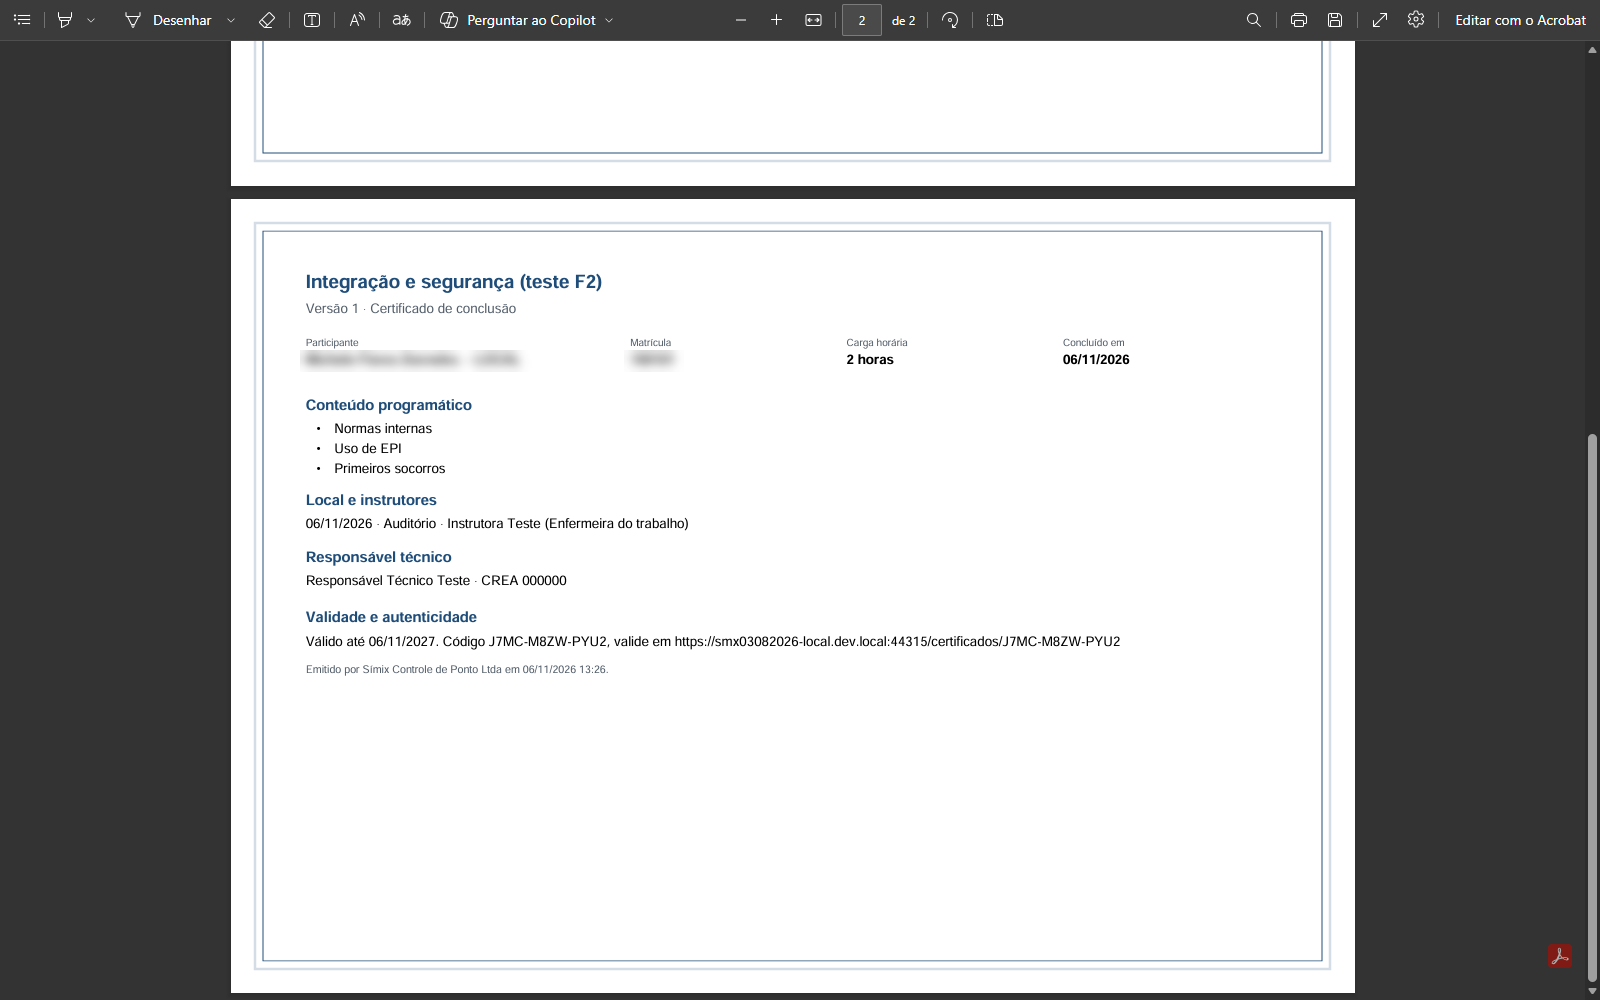 Desenhar
Perguntar ao Copilot
2 de 2
Editar com o Acrobat
Integração e segurança (teste F2)
Versão 1 · Certificado de conclusão
Participante Matrícula Carga horária Concluído em
2 horas 06/11/2026
Conteúdo programático
• Normas internas
• Uso de EPI
• Primeiros socorros
Local e instrutores
06/11/2026 · Auditório · Instrutora Teste (Enfermeira do trabalho)
Responsável técnico
Responsável Técnico Teste · CREA 000000
Validade e autenticidade
Válido até 06/11/2027. Código J7MC-M8ZW-PYU2, valide em https://smx03082026-local.dev.local:44315/certificados/J7MC-M8ZW-PYU2
Emitido por Símix Controle de Ponto Ltda em 06/11/2026 13:26.